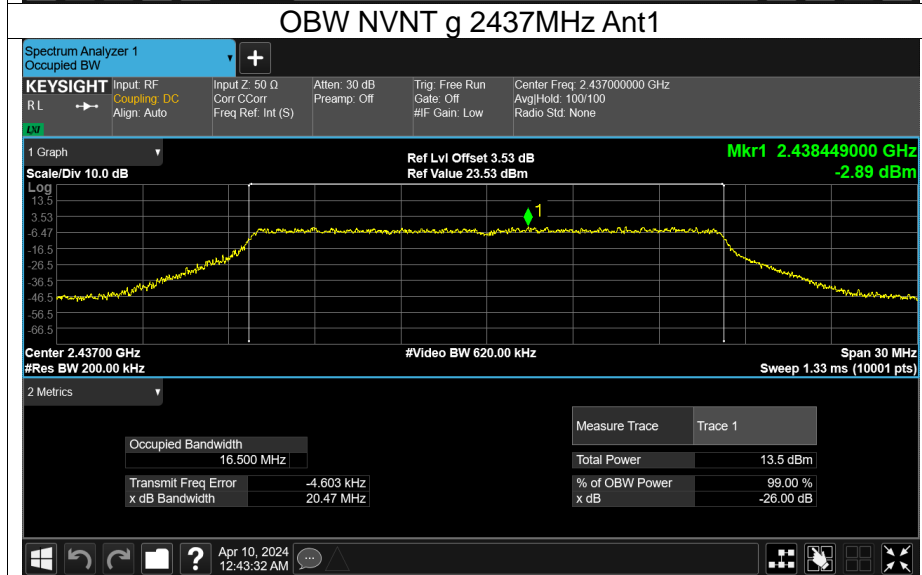 OBW NVNT g 2437MHz Ant1
Spectrum Analyzer 1
Occupied BW
KEYSIGHT
R L
LXI
Input: RF
Coupling: DC
Align: Auto
Input Z: 50 Ω
Corr CCorr
Freq Ref: Int (S)
Atten: 30 dB
Preamp: Off
Trig: Free Run
Gate: Off
#IF Gain: Low
Center Freq: 2.437000000 GHz
Avg|Hold: 100/100
Radio Std: None
1 Graph
Scale/Div 10.0 dB
Ref Lvl Offset 3.53 dB
Ref Value 23.53 dBm
Mkr1 2.438449000 GHz
-2.89 dBm
Log
13.5
3.53
-6.47
-16.5
-26.5
-36.5
-46.5
-56.5
-66.5
1
Center 2.43700 GHz
#Res BW 200.00 kHz
#Video BW 620.00 kHz
Span 30 MHz
Sweep 1.33 ms (10001 pts)
2 Metrics
Occupied Bandwidth
16.500 MHz
Transmit Freq Error -4.603 kHz
x dB Bandwidth 20.47 MHz
Measure Trace Trace 1
Total Power 13.5 dBm
% of OBW Power 99.00 %
x dB -26.00 dB
Apr 10, 2024
12:43:32 AM